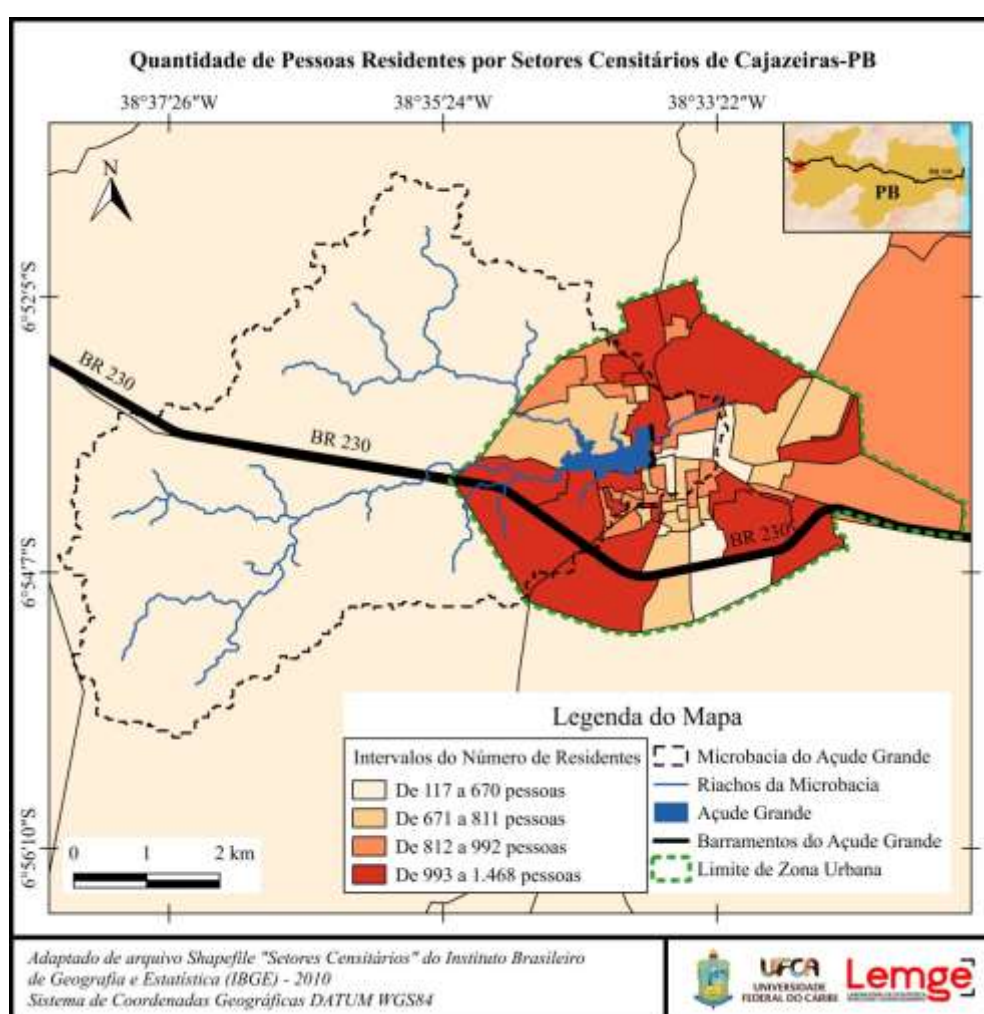 Quantidade de Pessoas Residentes por Setores Censitários de Cajazeiras-PB
38°37'26"W
38°35'24"W
38°33'22"W
N
PB
6°52'5"S
BR 230
BR 230
BR 230
6°54'7"S
6°56'10"S
Legenda do Mapa
Intervalos do Número de Residentes
De 117 a 670 pessoas
De 671 a 811 pessoas
De 812 a 992 pessoas
De 993 a 1.468 pessoas
Microbacia do Açude Grande
Riachos da Microbacia
Açude Grande
Barramentos do Açude Grande
Limite de Zona Urbana
0 1 2 km
Adaptado de arquivo Shapeflle "Setores Censitários" do Instituto Brasileiro
de Geografia e Estatística (IBGE) - 2010
Sistema de Coordenadas Geográficas DATUM WGS84
UFCA
UNIVERSIDADE
FEDERAL DO CARIRI
Lemge